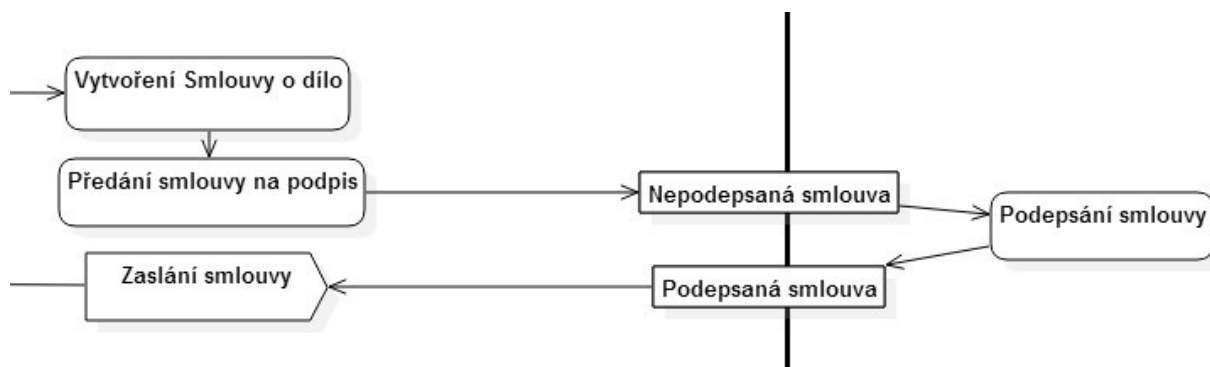 Vytvoření Smlouvy o dílo
Předání smlouvy na podpis
Nepodepsaná smlouva
Podepsání smlouvy
Zaslání smlouvy
Podepsaná smlouva